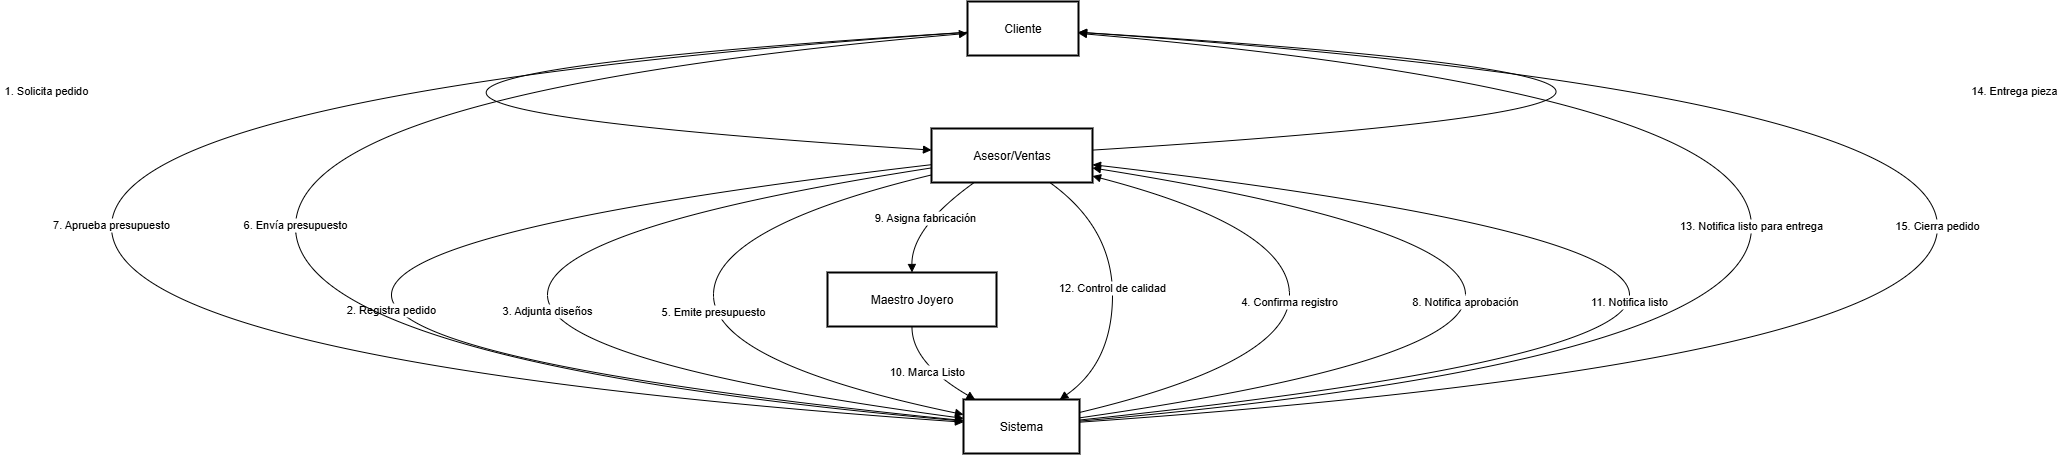 Cliente
1. Solicita pedido
14. Entrega pieza
Asesor/Ventas
9. Asigna fabricación
7. Aprueba presupuesto
6. Envía presupuesto
13. Notifica listo para entrega
15. Cierra pedido
12. Control de calidad
Maestro Joyero
4. Confirma registro
8. Notifica aprobación
11. Notifica listo
2. Registra pedido
3. Adjunta diseños
5. Emite presupuesto
10. Marca Listo
Sistema